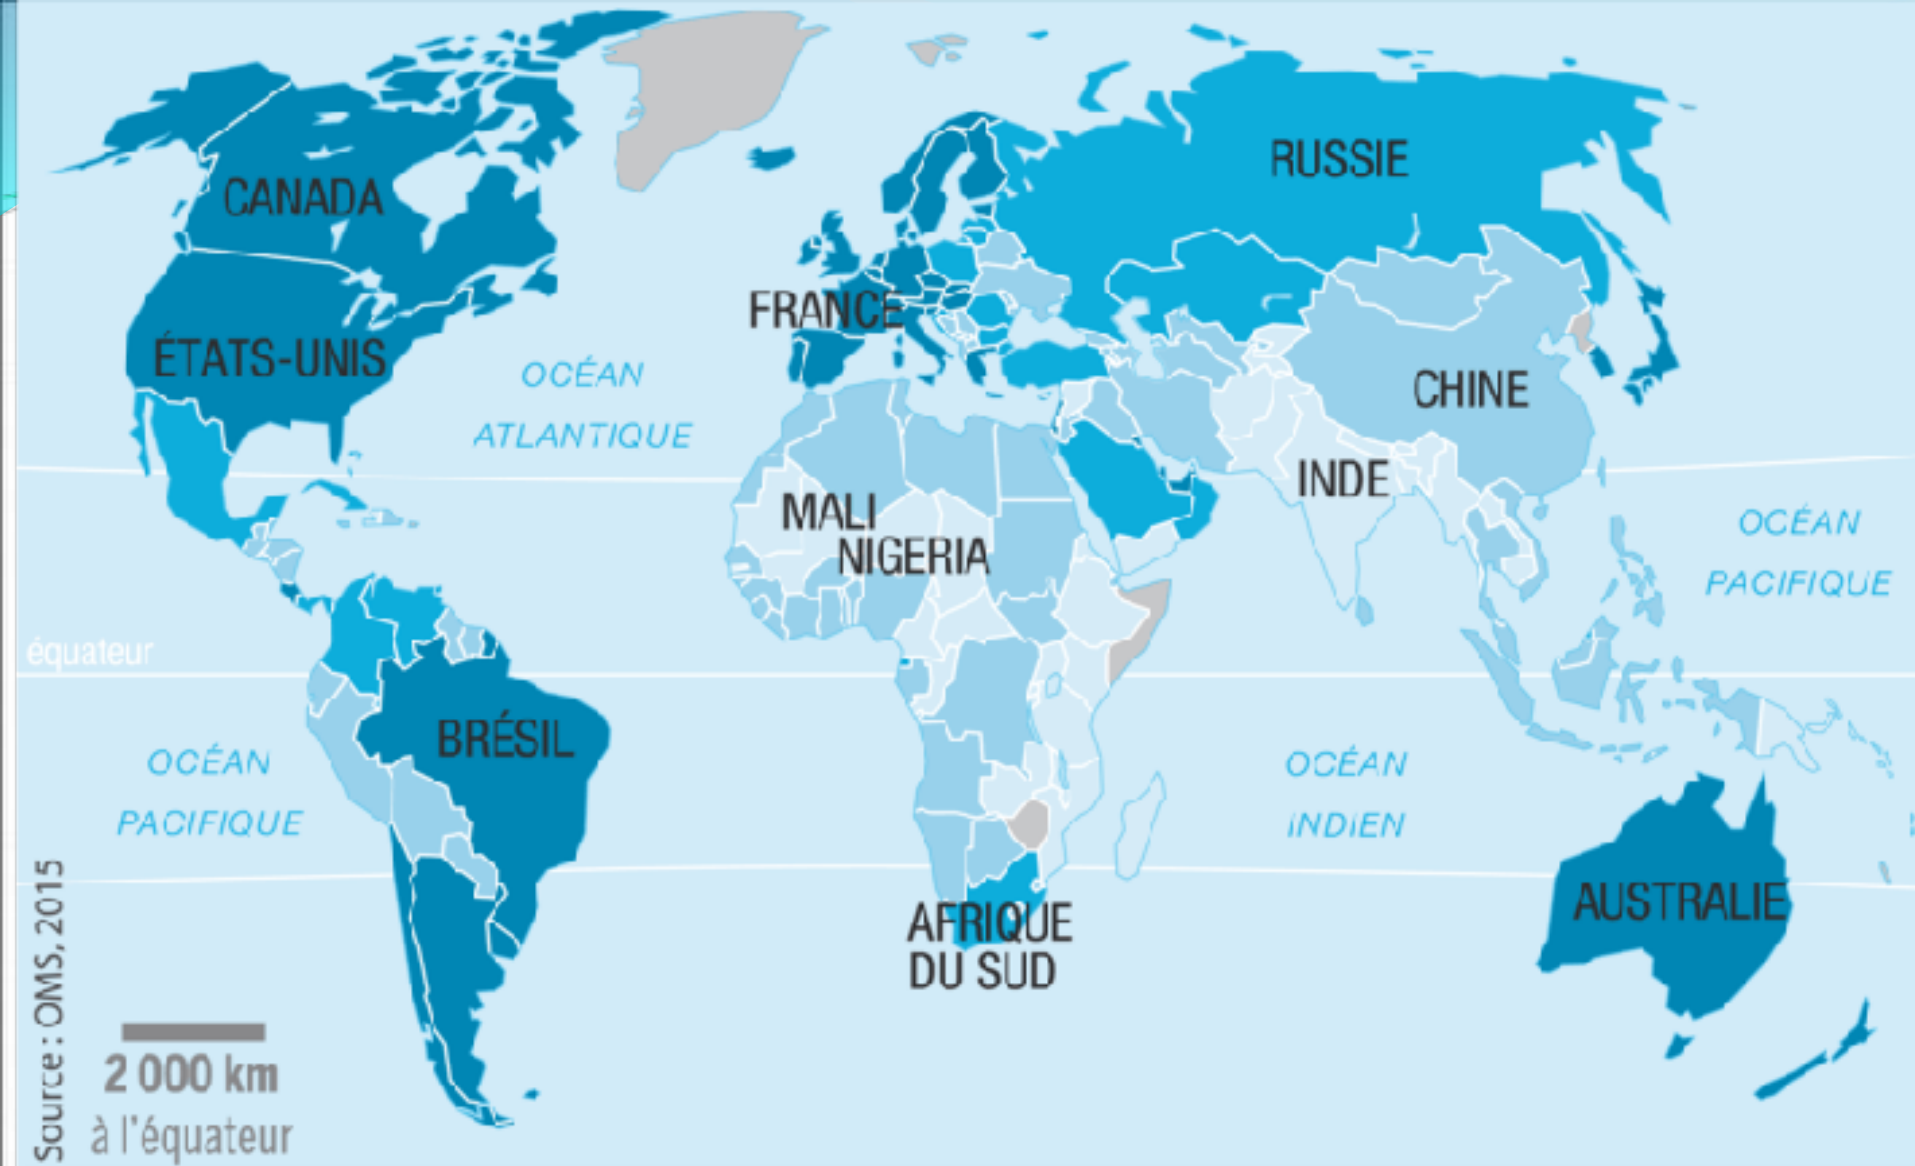 CANADA
RUSSIE
FRANCE
ÉTATS-UNIS
OCÉAN
ATLANTIQUE
CHINE
INDE
MALI
NIGERIA
OCÉAN
PACIFIQUE
équateur
BRÉSIL
OCÉAN
PACIFIQUE
OCÉAN
INDIEN
AFRIQUE
DU SUD
AUSTRALIE
Source : OMS, 2015
2 000 km
à l'équateur